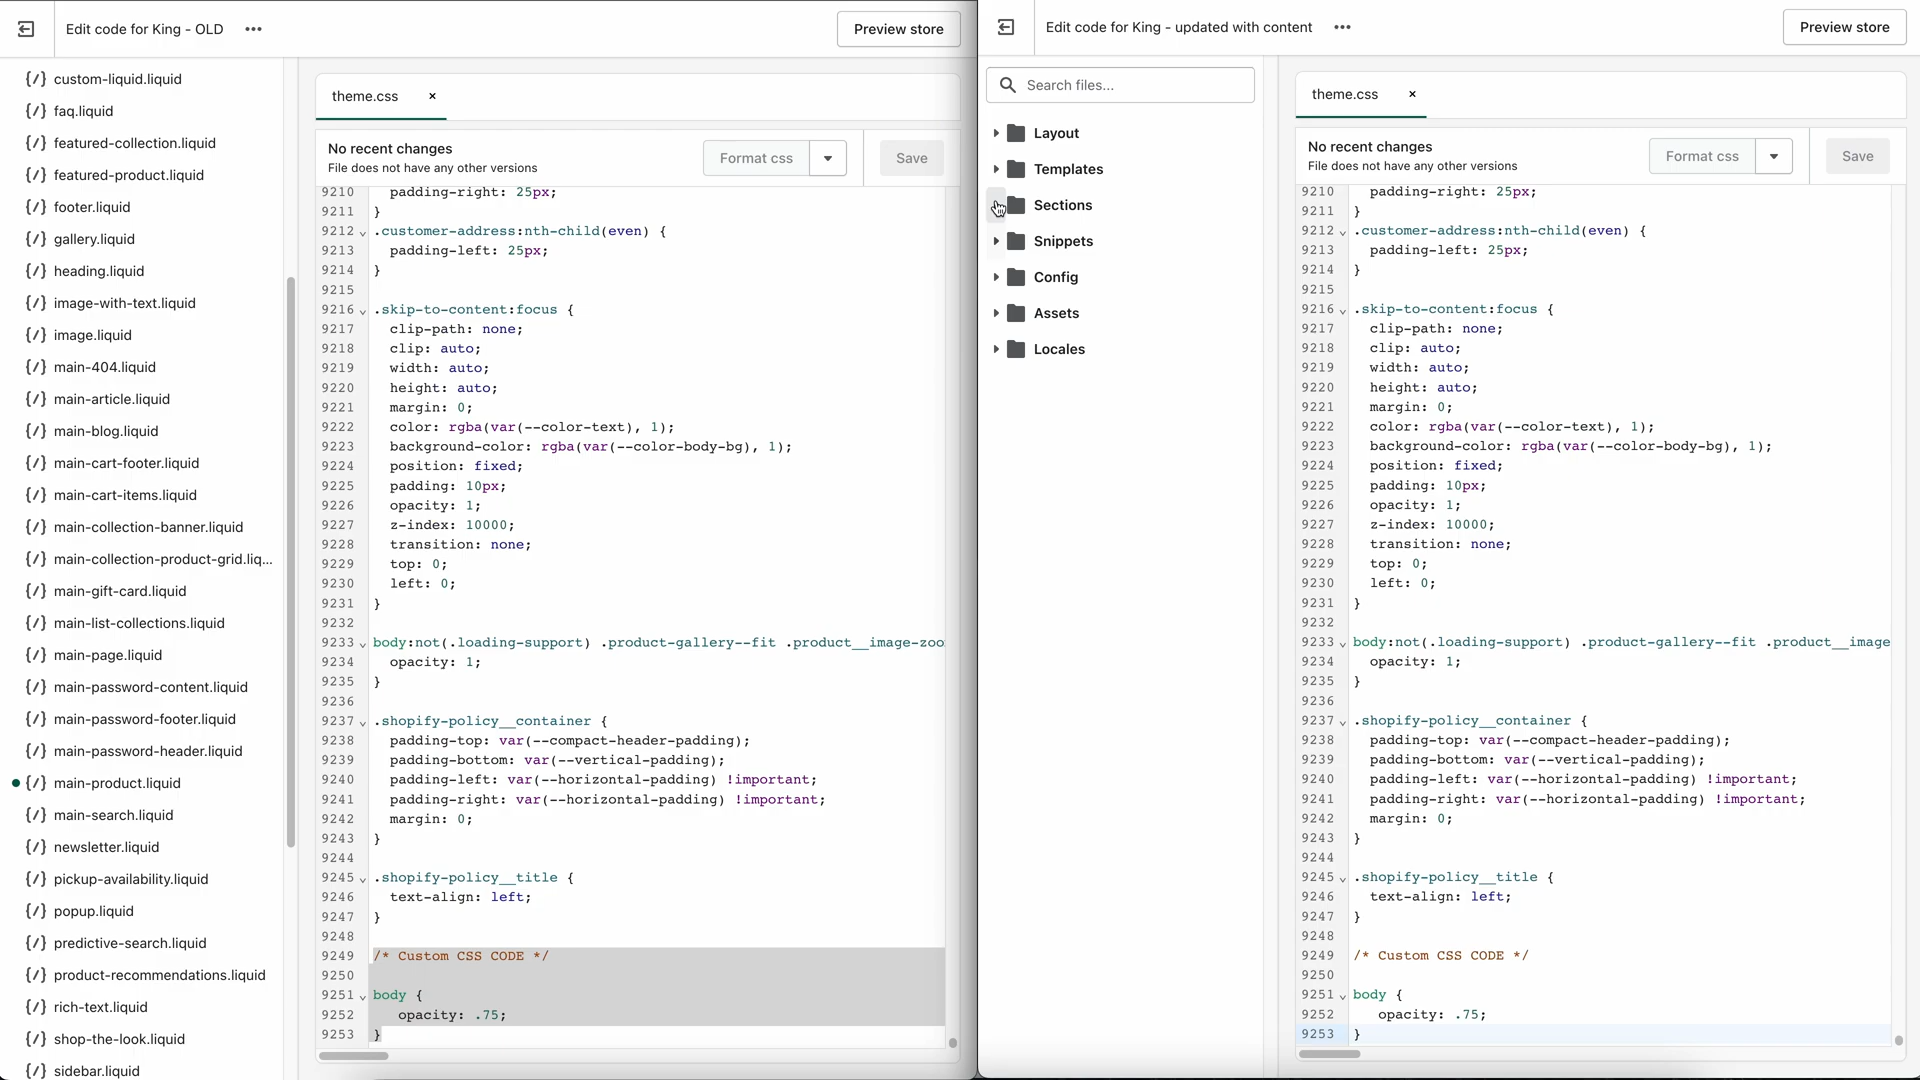 Edit code for King - OLD
Preview store
{/} custom-liquid.liquid
{/} faq.liquid
{/} featured-collection.liquid
{/} featured-product.liquid
{/} footer.liquid
{/} gallery.liquid
{/} heading.liquid
{/} image-with-text.liquid
{/} image.liquid
{/} main-404.liquid
{/} main-article.liquid
{/} main-blog.liquid
{/} main-cart-footer.liquid
{/} main-cart-items.liquid
{/} main-collection-banner.liquid
{/} main-collection-product-grid.liq...
{/} main-gift-card.liquid
{/} main-list-collections.liquid
{/} main-page.liquid
{/} main-password-content.liquid
{/} main-password-footer.liquid
{/} main-password-header.liquid
{/} main-product.liquid
{/} main-search.liquid
{/} newsletter.liquid
{/} pickup-availability.liquid
{/} popup.liquid
{/} predictive-search.liquid
{/} product-recommendations.liquid
{/} rich-text.liquid
{/} shop-the-look.liquid
{/} sidebar.liquid
theme.css
No recent changes
File does not have any other versions
Format css
Save
9210 padding-right: 25px;
9211 }
9212 .customer-address:nth-child(even) {
9213 padding-left: 25px;
9214 }
9215
9216 .skip-to-content:focus {
9217 clip-path: none;
9218 clip: auto;
9219 width: auto;
9220 height: auto;
9221 margin: 0;
9222 color: rgba(var(--color-text), 1);
9223 background-color: rgba(var(--color-body-bg), 1);
9224 position: fixed;
9225 padding: 10px;
9226 opacity: 1;
9227 z-index: 10000;
9228 transition: none;
9229 top: 0;
9230 left: 0;
9231 }
9232
9233 body:not(.loading-support) .product-gallery--fit .product__image-zoo
9234 opacity: 1;
9235 }
9236
9237 .shopify-policy__container {
9238 padding-top: var(--compact-header-padding);
9239 padding-bottom: var(--vertical-padding);
9240 padding-left: var(--horizontal-padding) !important;
9241 padding-right: var(--horizontal-padding) !important;
9242 margin: 0;
9243 }
9244
9245 .shopify-policy__title {
9246 text-align: left;
9247 }
9248
9249 /* Custom CSS CODE */
9250
9251 body {
9252 opacity: .75;
9253 }
Edit code for King - updated with content
Preview store
Search files...
Layout
Templates
Sections
Snippets
Config
Assets
Locales
theme.css
No recent changes
File does not have any other versions
Format css
Save
9210 padding-right: 25px;
9211 }
9212 .customer-address:nth-child(even) {
9213 padding-left: 25px;
9214 }
9215
9216 .skip-to-content:focus {
9217 clip-path: none;
9218 clip: auto;
9219 width: auto;
9220 height: auto;
9221 margin: 0;
9222 color: rgba(var(--color-text), 1);
9223 background-color: rgba(var(--color-body-bg), 1);
9224 position: fixed;
9225 padding: 10px;
9226 opacity: 1;
9227 z-index: 10000;
9228 transition: none;
9229 top: 0;
9230 left: 0;
9231 }
9232
9233 body:not(.loading-support) .product-gallery--fit .product__image
9234 opacity: 1;
9235 }
9236
9237 .shopify-policy__container {
9238 padding-top: var(--compact-header-padding);
9239 padding-bottom: var(--vertical-padding);
9240 padding-left: var(--horizontal-padding) !important;
9241 padding-right: var(--horizontal-padding) !important;
9242 margin: 0;
9243 }
9244
9245 .shopify-policy__title {
9246 text-align: left;
9247 }
9248
9249 /* Custom CSS CODE */
9250
9251 body {
9252 opacity: .75;
9253 }